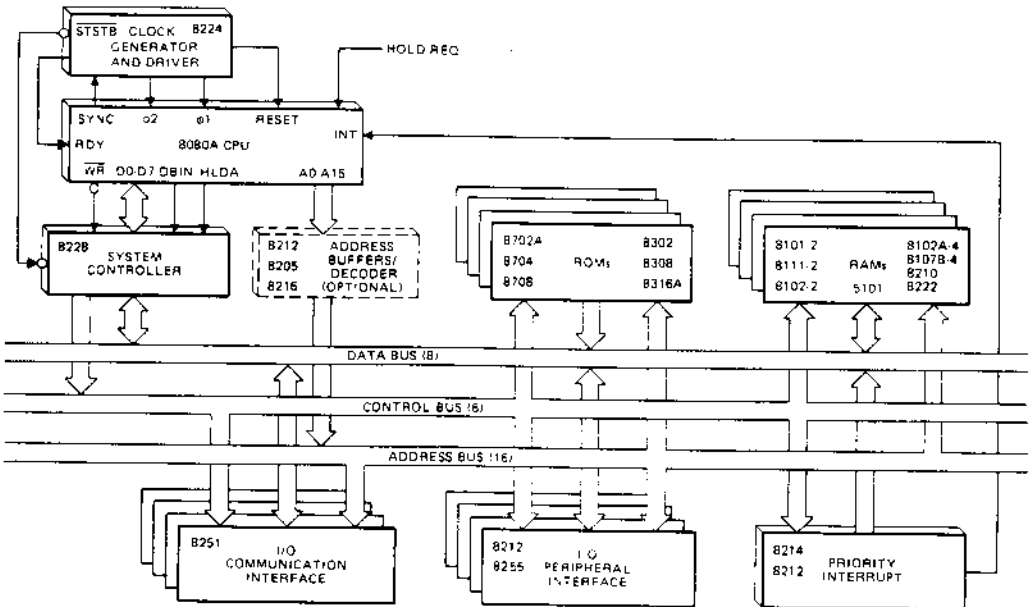 STSTB CLOCK 8224
GENERATOR
AND DRIVER
HOLD REQ
SYNC φ2 φ1 RESET
INT
RDY 8080A CPU
WR D0-D7 DBIN HLDA A0 A15
8228
SYSTEM
CONTROLLER
8212 ADDRESS
8205 BUFFERS/
DECODER
8216 (OPTIONAL)
8702A 8302
8704 ROMs 8308
8708 8316A
8101-2 8102A-4
8111-2 RAMs 8107B-4
8210
8102-2 5101 8222
DATA BUS (8)
CONTROL BUS (6)
ADDRESS BUS (16)
8251 I/O
COMMUNICATION
INTERFACE
8212 I/O
8255 PERIPHERAL
INTERFACE
8214 PRIORITY
8212 INTERRUPT